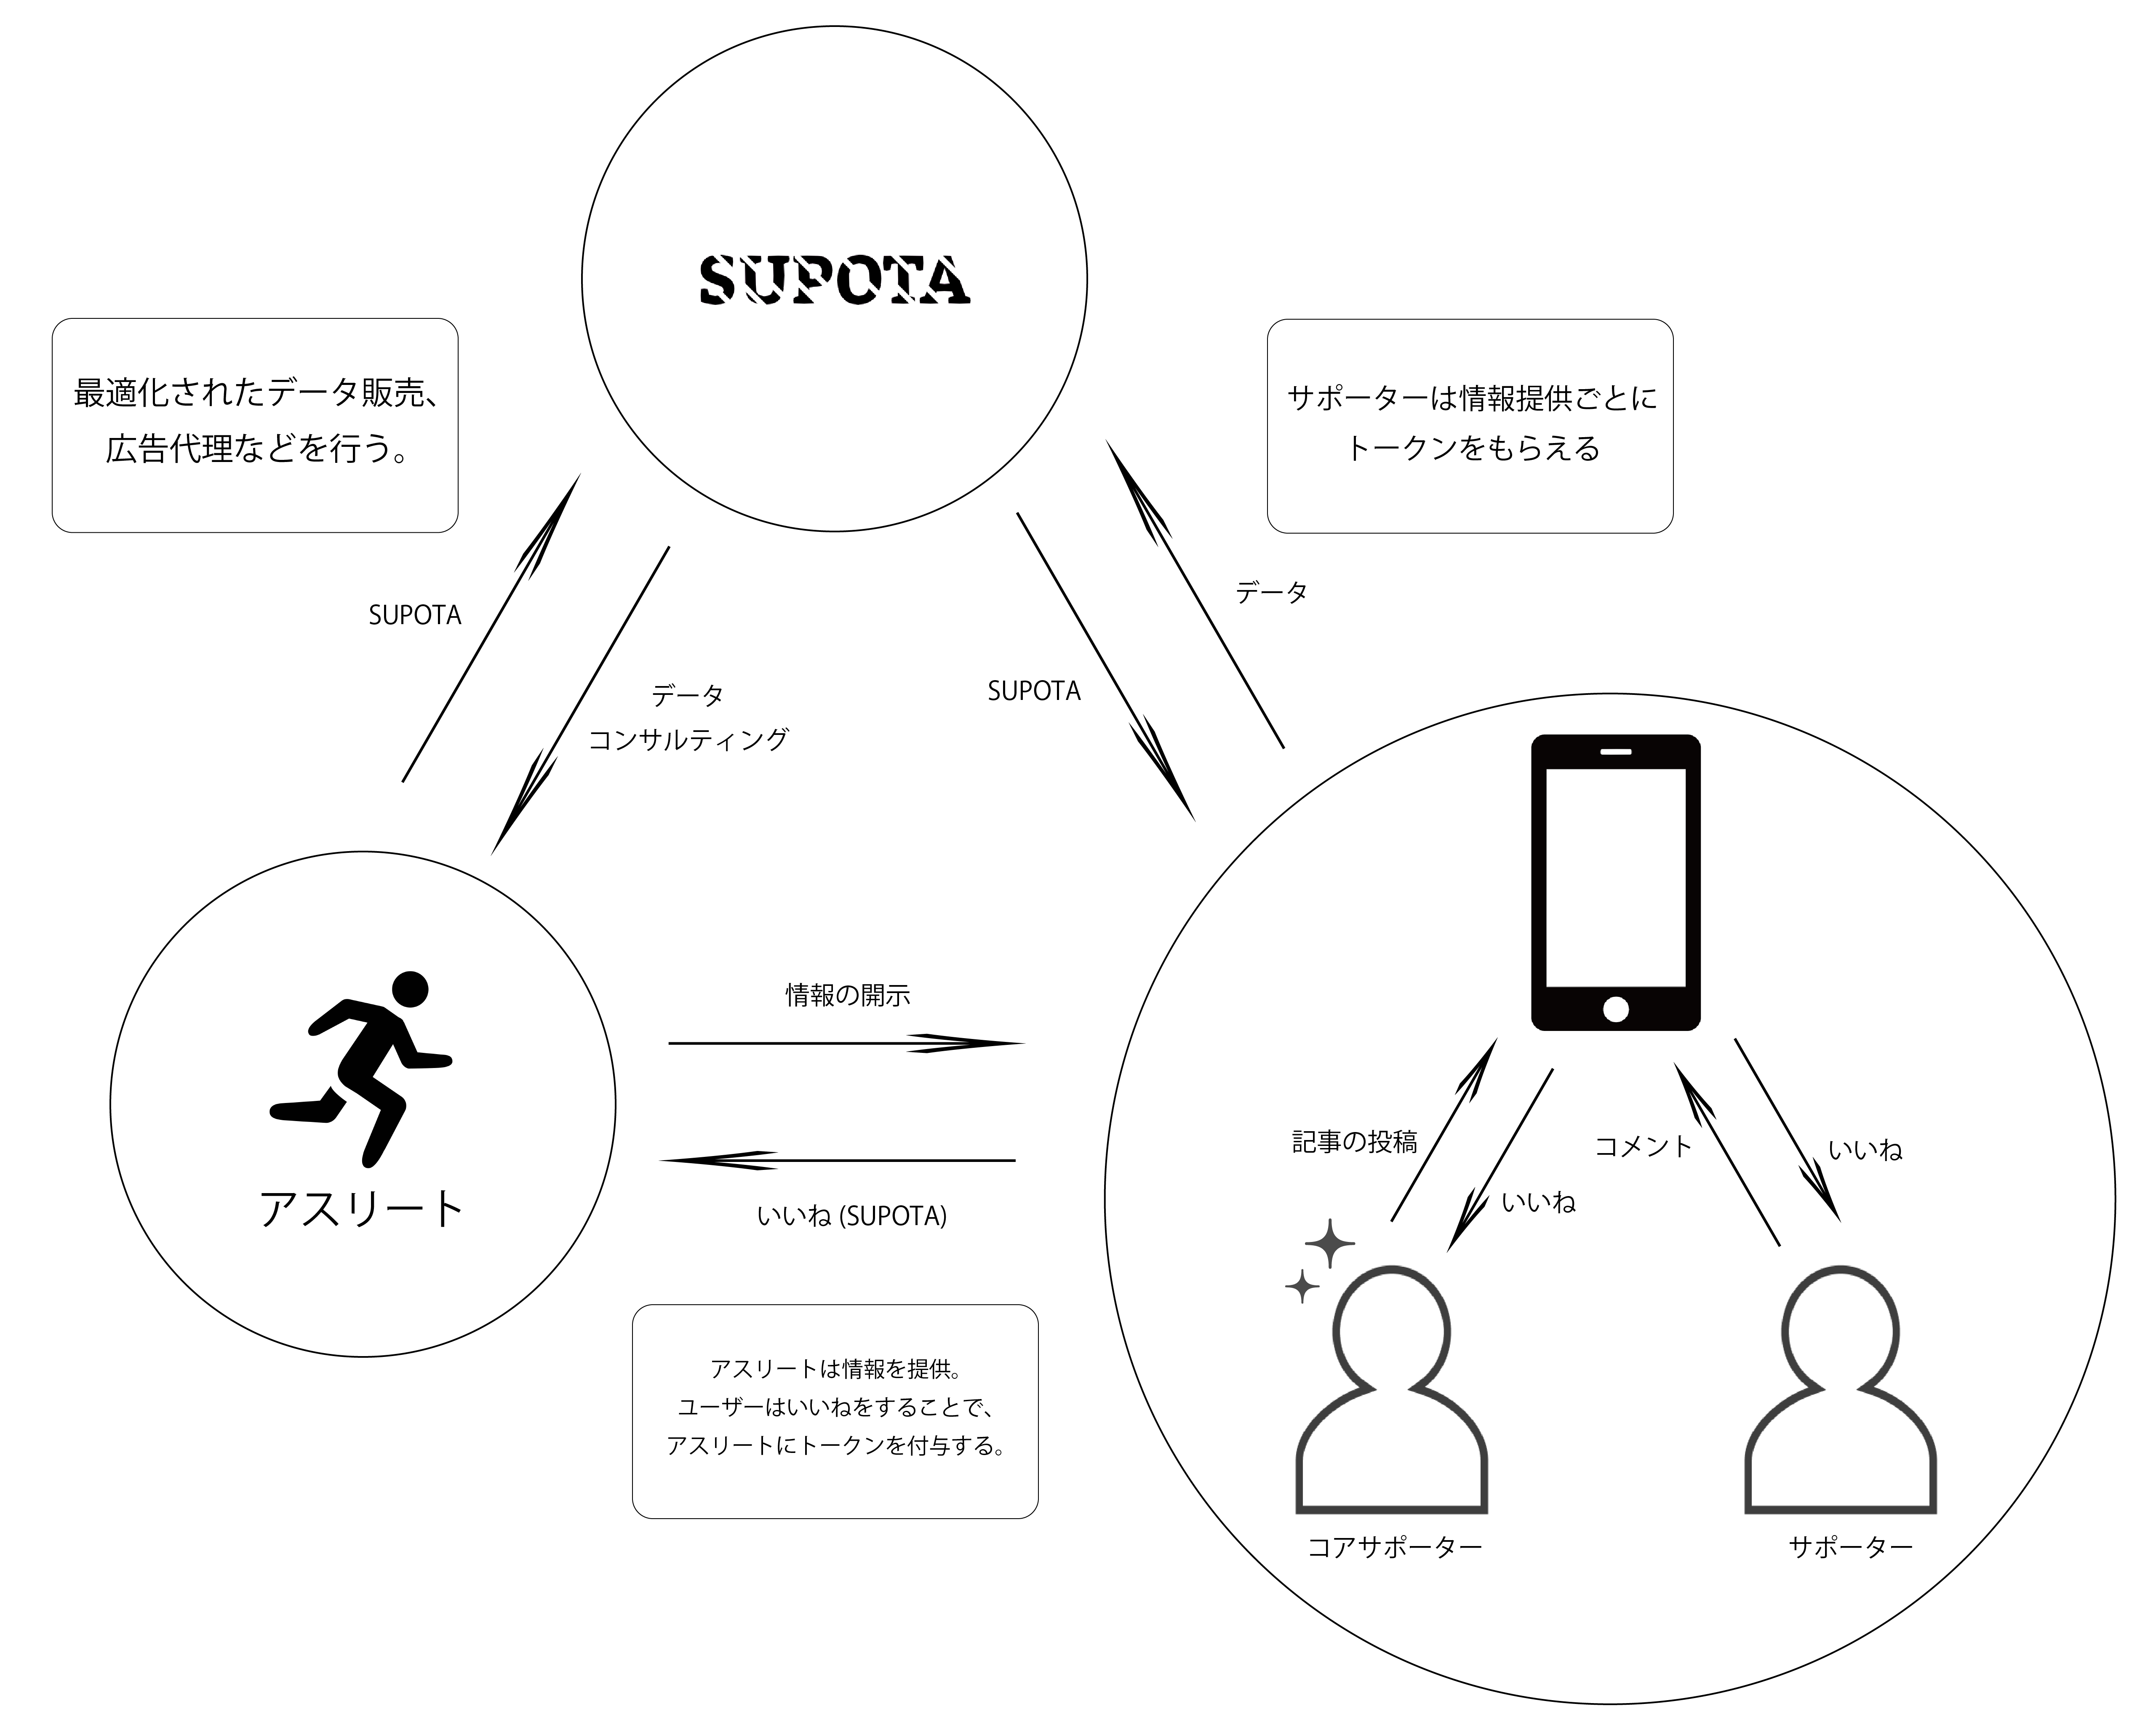 SUPOTA
最適化されたデータ販売、
広告代理などを行う。
サポーターは情報提供ごとに
トークンをもらえる
SUPOTA
データ
コンサルティング
SUPOTA
データ
アスリート
情報の開示
いいね (SUPOTA)
アスリートは情報を提供。
ユーザーはいいねをすることで、
アスリートにトークンを付与する。
記事の投稿
いいね
コメント
いいね
コアサポーター
サポーター